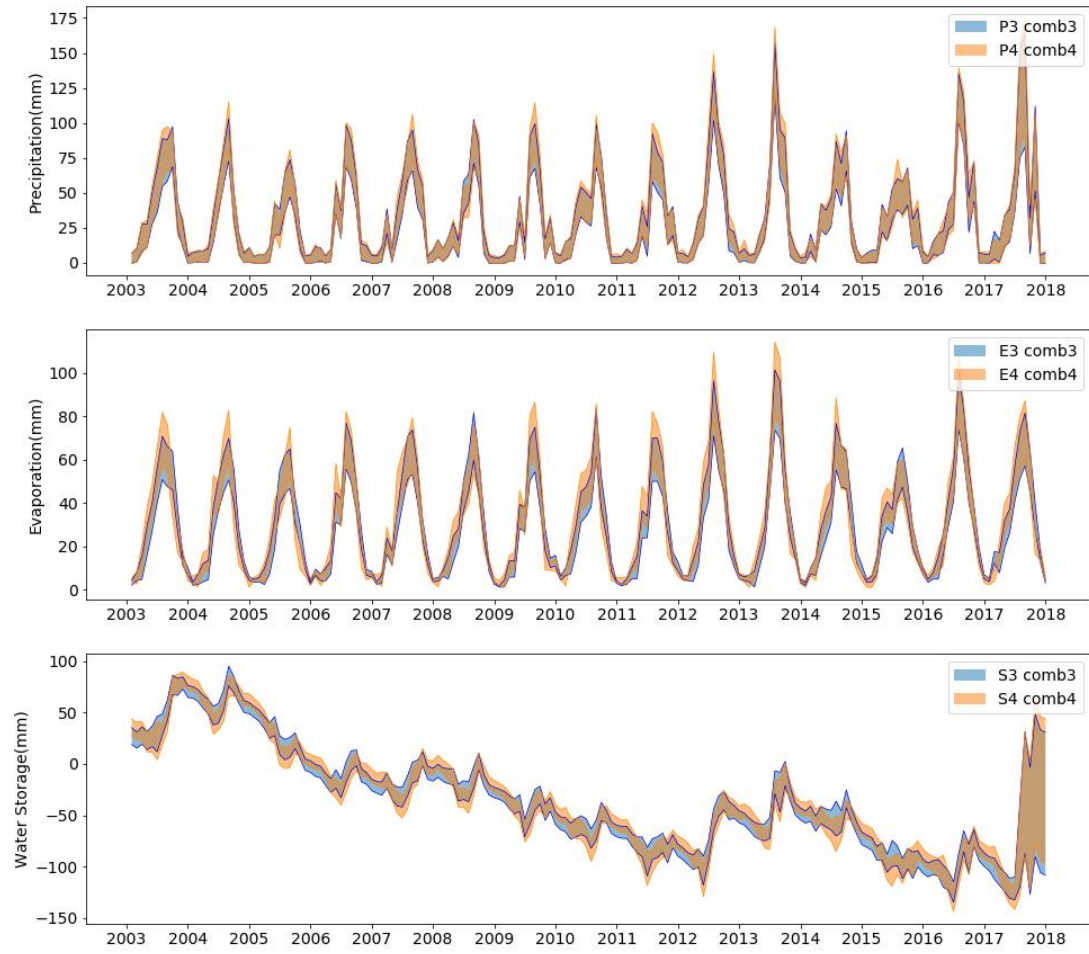 Precipitation(mm)
175
150
125
100
75
50
25
0
P3 comb3
P4 comb4
2003 2004 2005 2006 2007 2008 2009 2010 2011 2012 2013 2014 2015 2016 2017 2018
Evaporation(mm)
100
80
60
40
20
0
E3 comb3
E4 comb4
2003 2004 2005 2006 2007 2008 2009 2010 2011 2012 2013 2014 2015 2016 2017 2018
Water Storage(mm)
100
50
0
−50
−100
−150
S3 comb3
S4 comb4
2003 2004 2005 2006 2007 2008 2009 2010 2011 2012 2013 2014 2015 2016 2017 2018